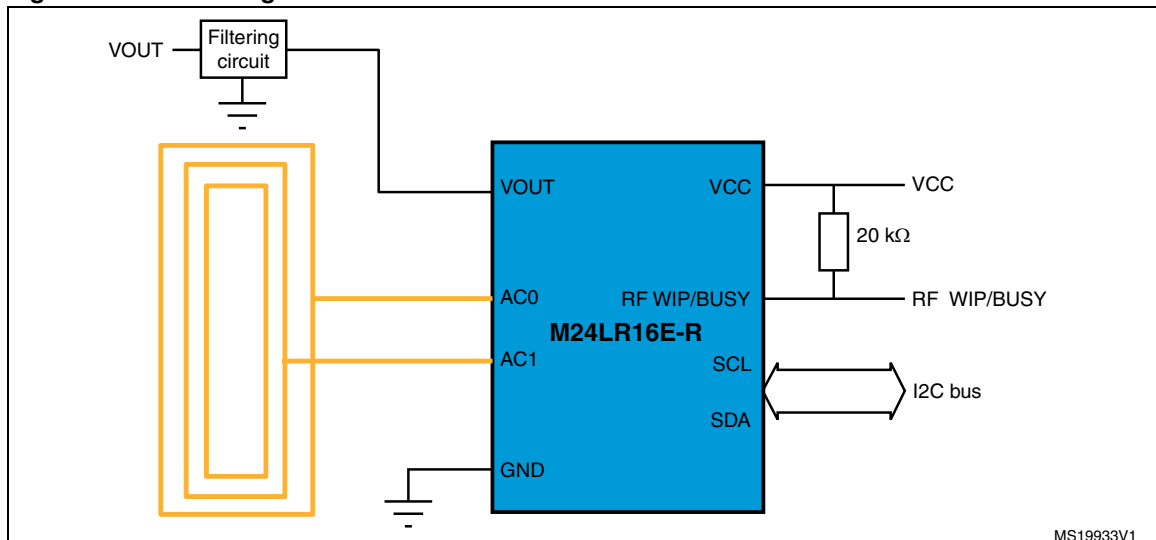 VOUT
Filtering
circuit
VOUT
VCC
VCC
20 kΩ
AC0
RF WIP/BUSY
RF WIP/BUSY
M24LR16E-R
AC1
SCL
I2C bus
SDA
GND
MS19933V1